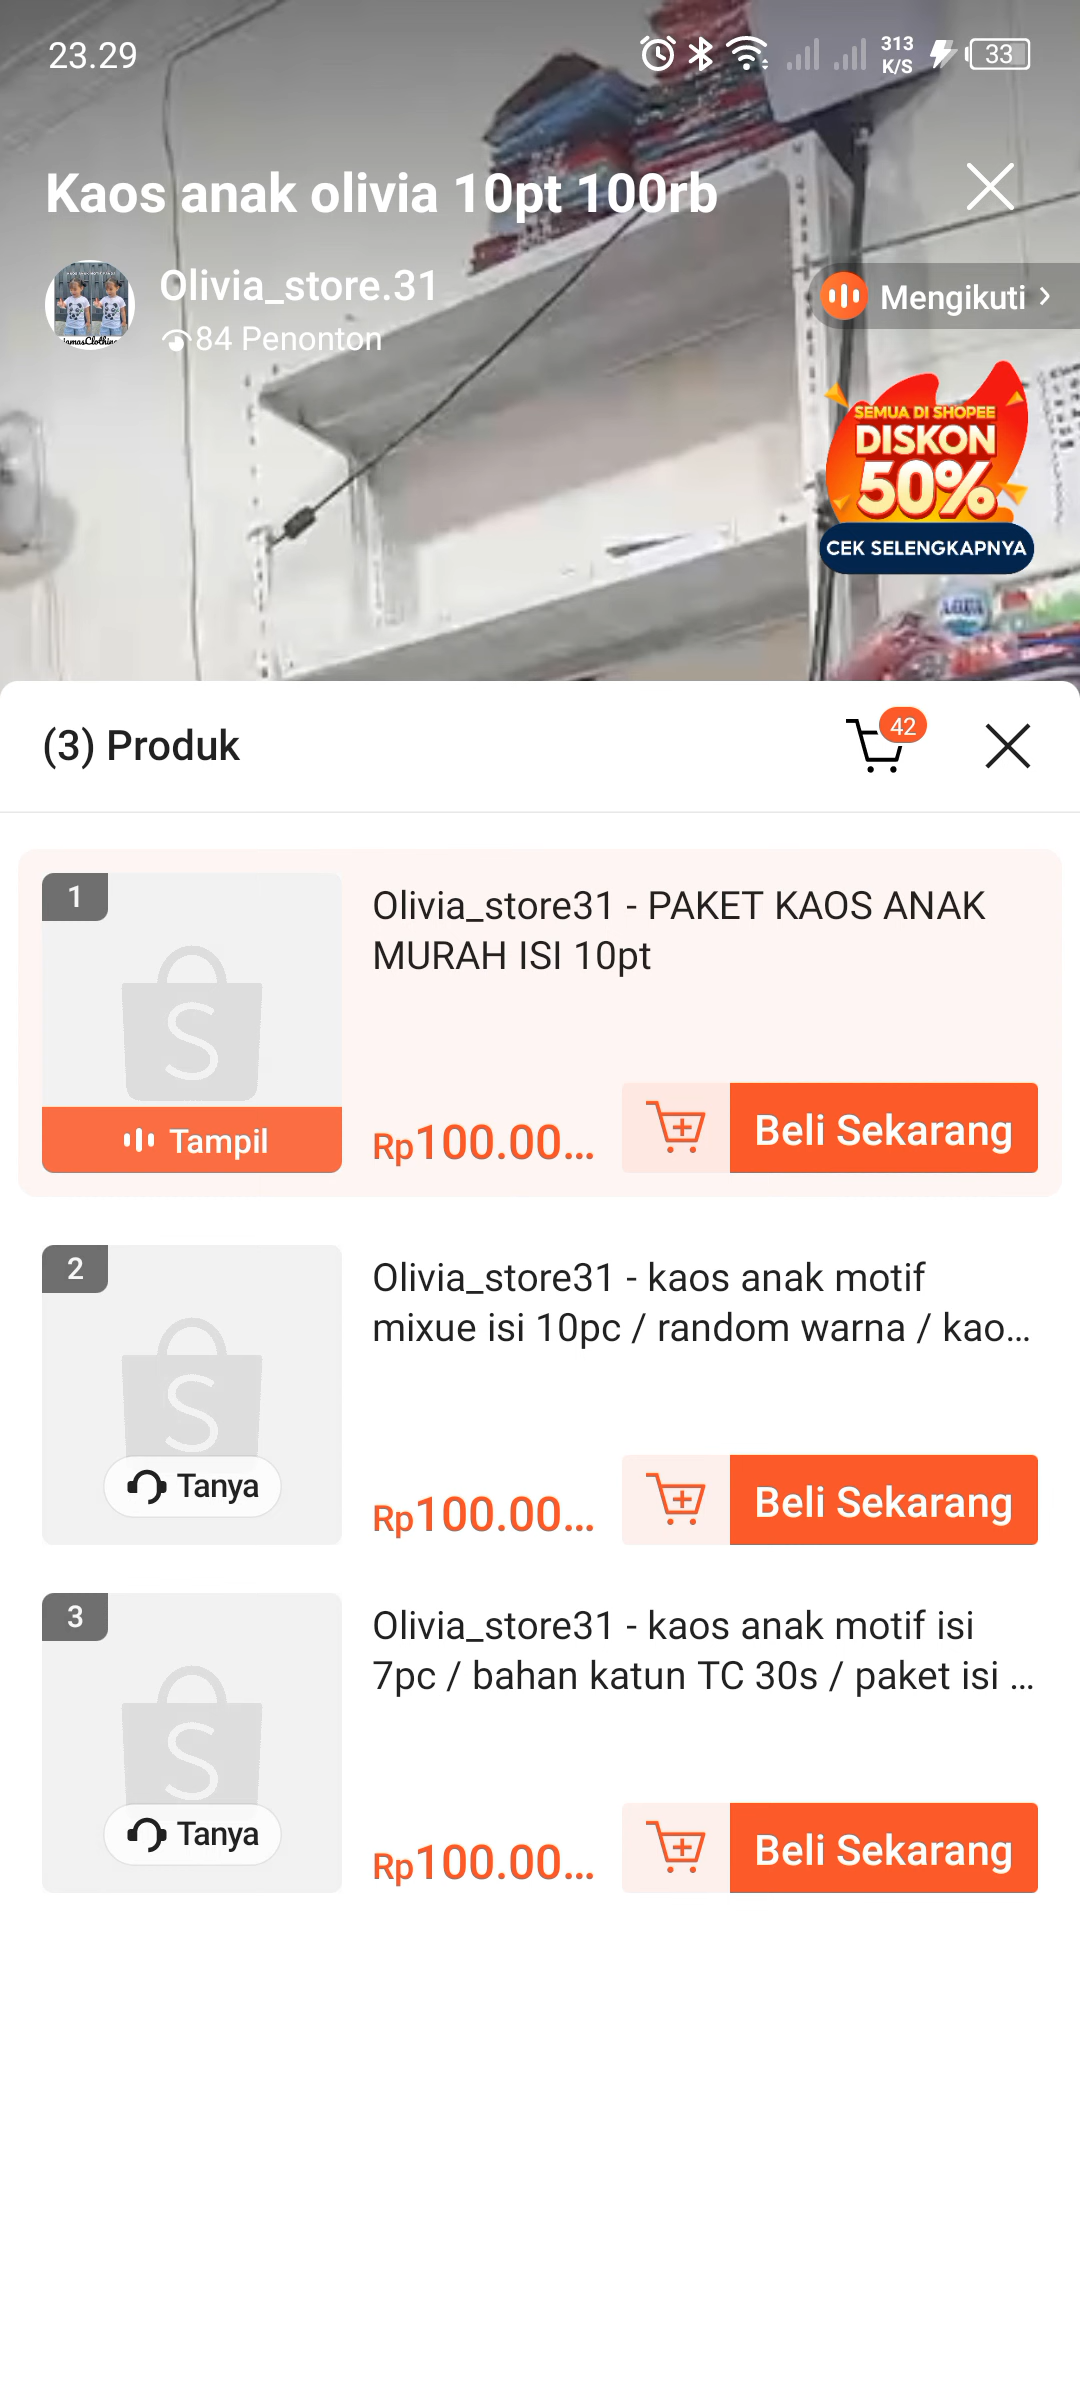 23.29
313
K/S
33
Kaos anak olivia 10pt 100rb
Olivia_store.31
84 Penonton
Mengikuti
SEMUA DI SHOPEE
DISKON
50%
CEK SELENGKAPNYA
AQUA
(3) Produk
42
1
Olivia_store31 - PAKET KAOS ANAK
MURAH ISI 10pt
Tampil
Rp100.00...
Beli Sekarang
2
Olivia_store31 - kaos anak motif
mixue isi 10pc / random warna / kao...
Tanya
Rp100.00...
Beli Sekarang
3
Olivia_store31 - kaos anak motif isi
7pc / bahan katun TC 30s / paket isi ...
Tanya
Rp100.00...
Beli Sekarang